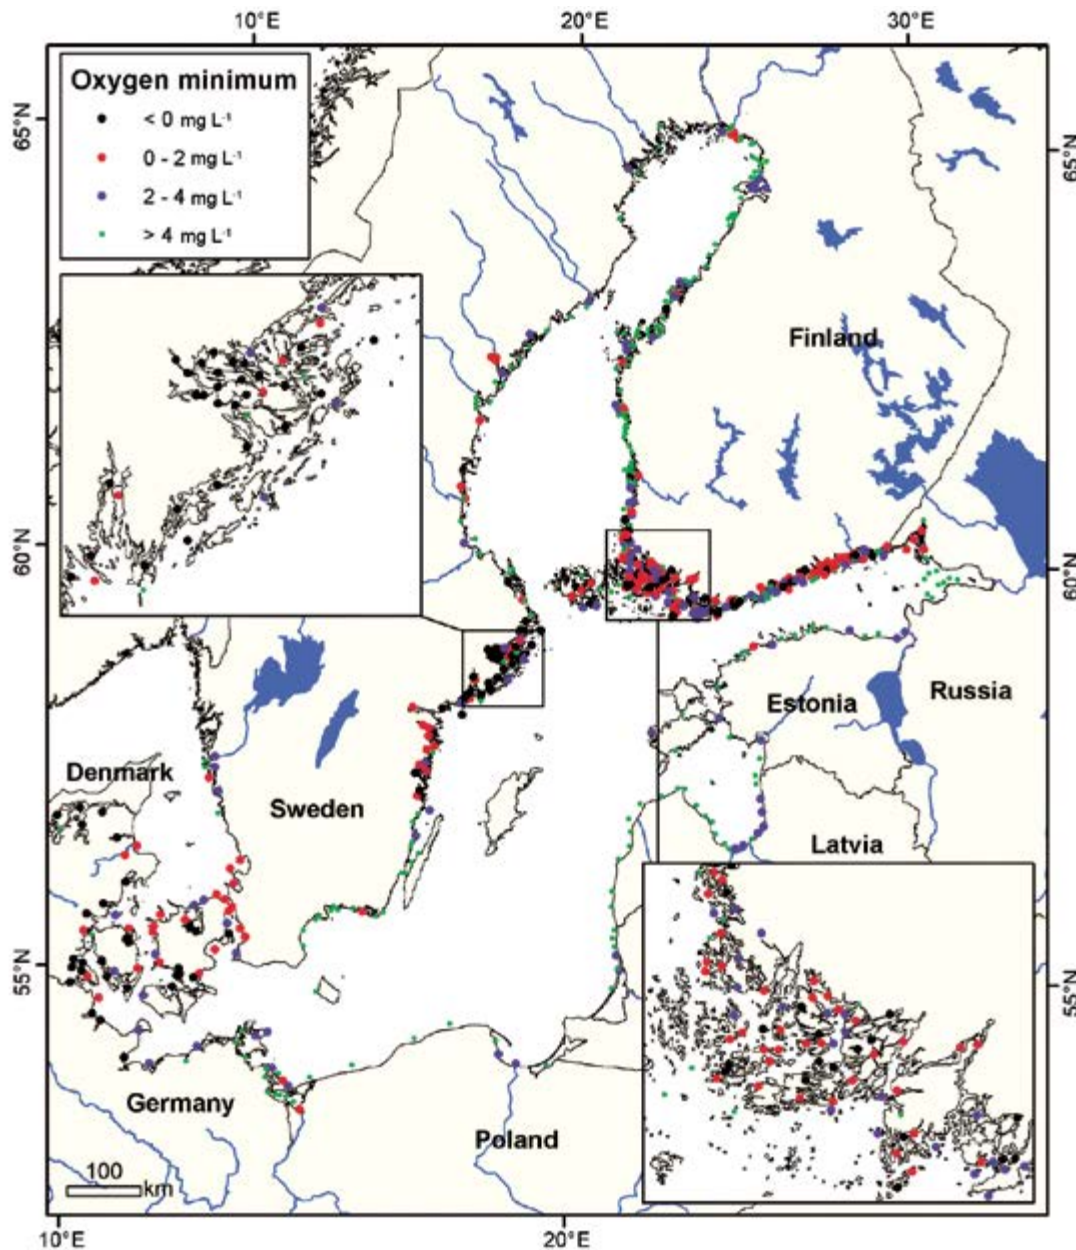 10°E
20°E
30°E
Oxygen minimum
< 0 mg L⁻¹
0 - 2 mg L⁻¹
2 - 4 mg L⁻¹
> 4 mg L⁻¹
65°N
65°N
Finland
60°N
60°N
Estonia
Russia
Denmark
Sweden
Latvia
55°N
55°N
Germany
Poland
100
km
10°E
20°E